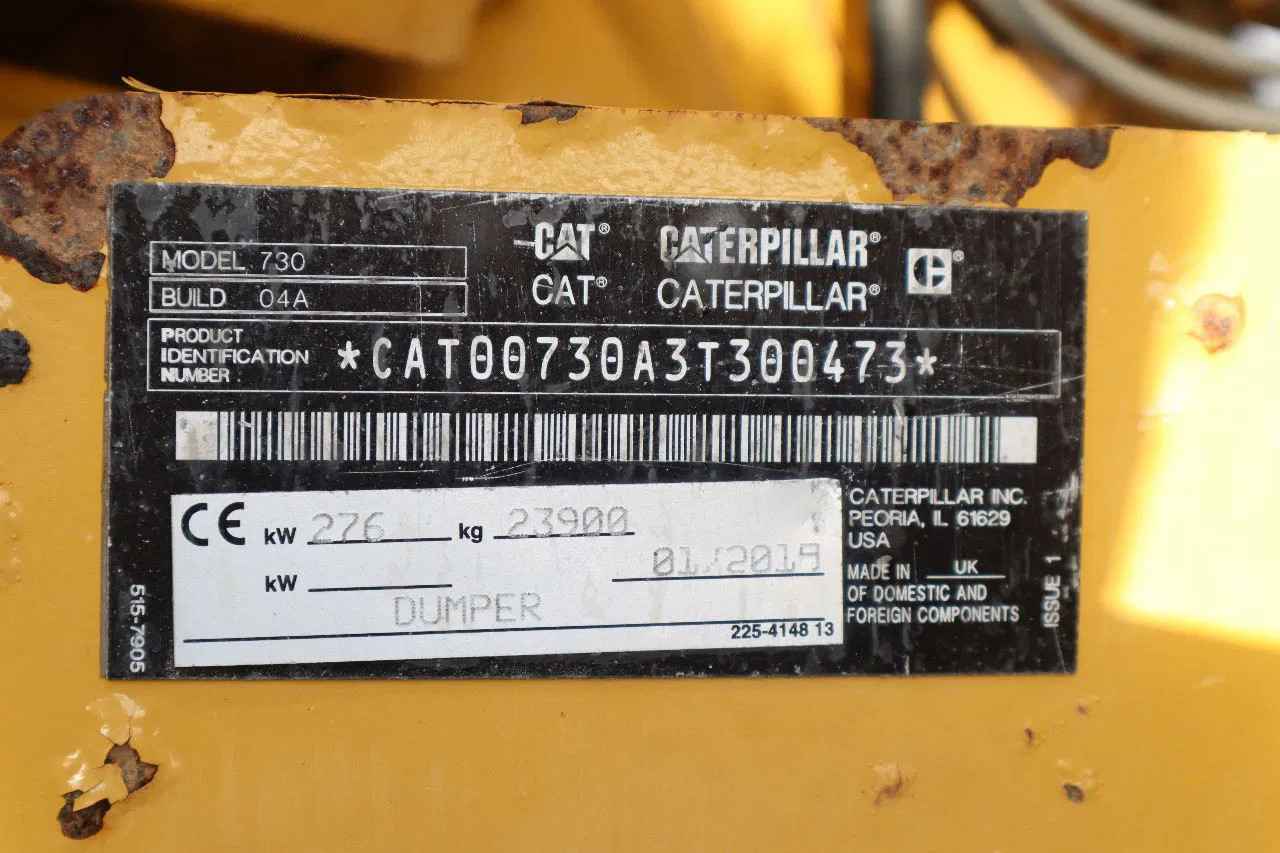 MODEL 730
BUILD 04A
CAT® CATERPILLAR®
CAT® CATERPILLAR®
PRODUCT
IDENTIFICATION
NUMBER
*CAT00730A3T300473*
CE kW 276 kg 23900
01/2019
kW
DUMPER
225-4148 13
CATERPILLAR INC.
PEORIA, IL 61629
USA
MADE IN UK
OF DOMESTIC AND
FOREIGN COMPONENTS
ISSUE 1
515-7905